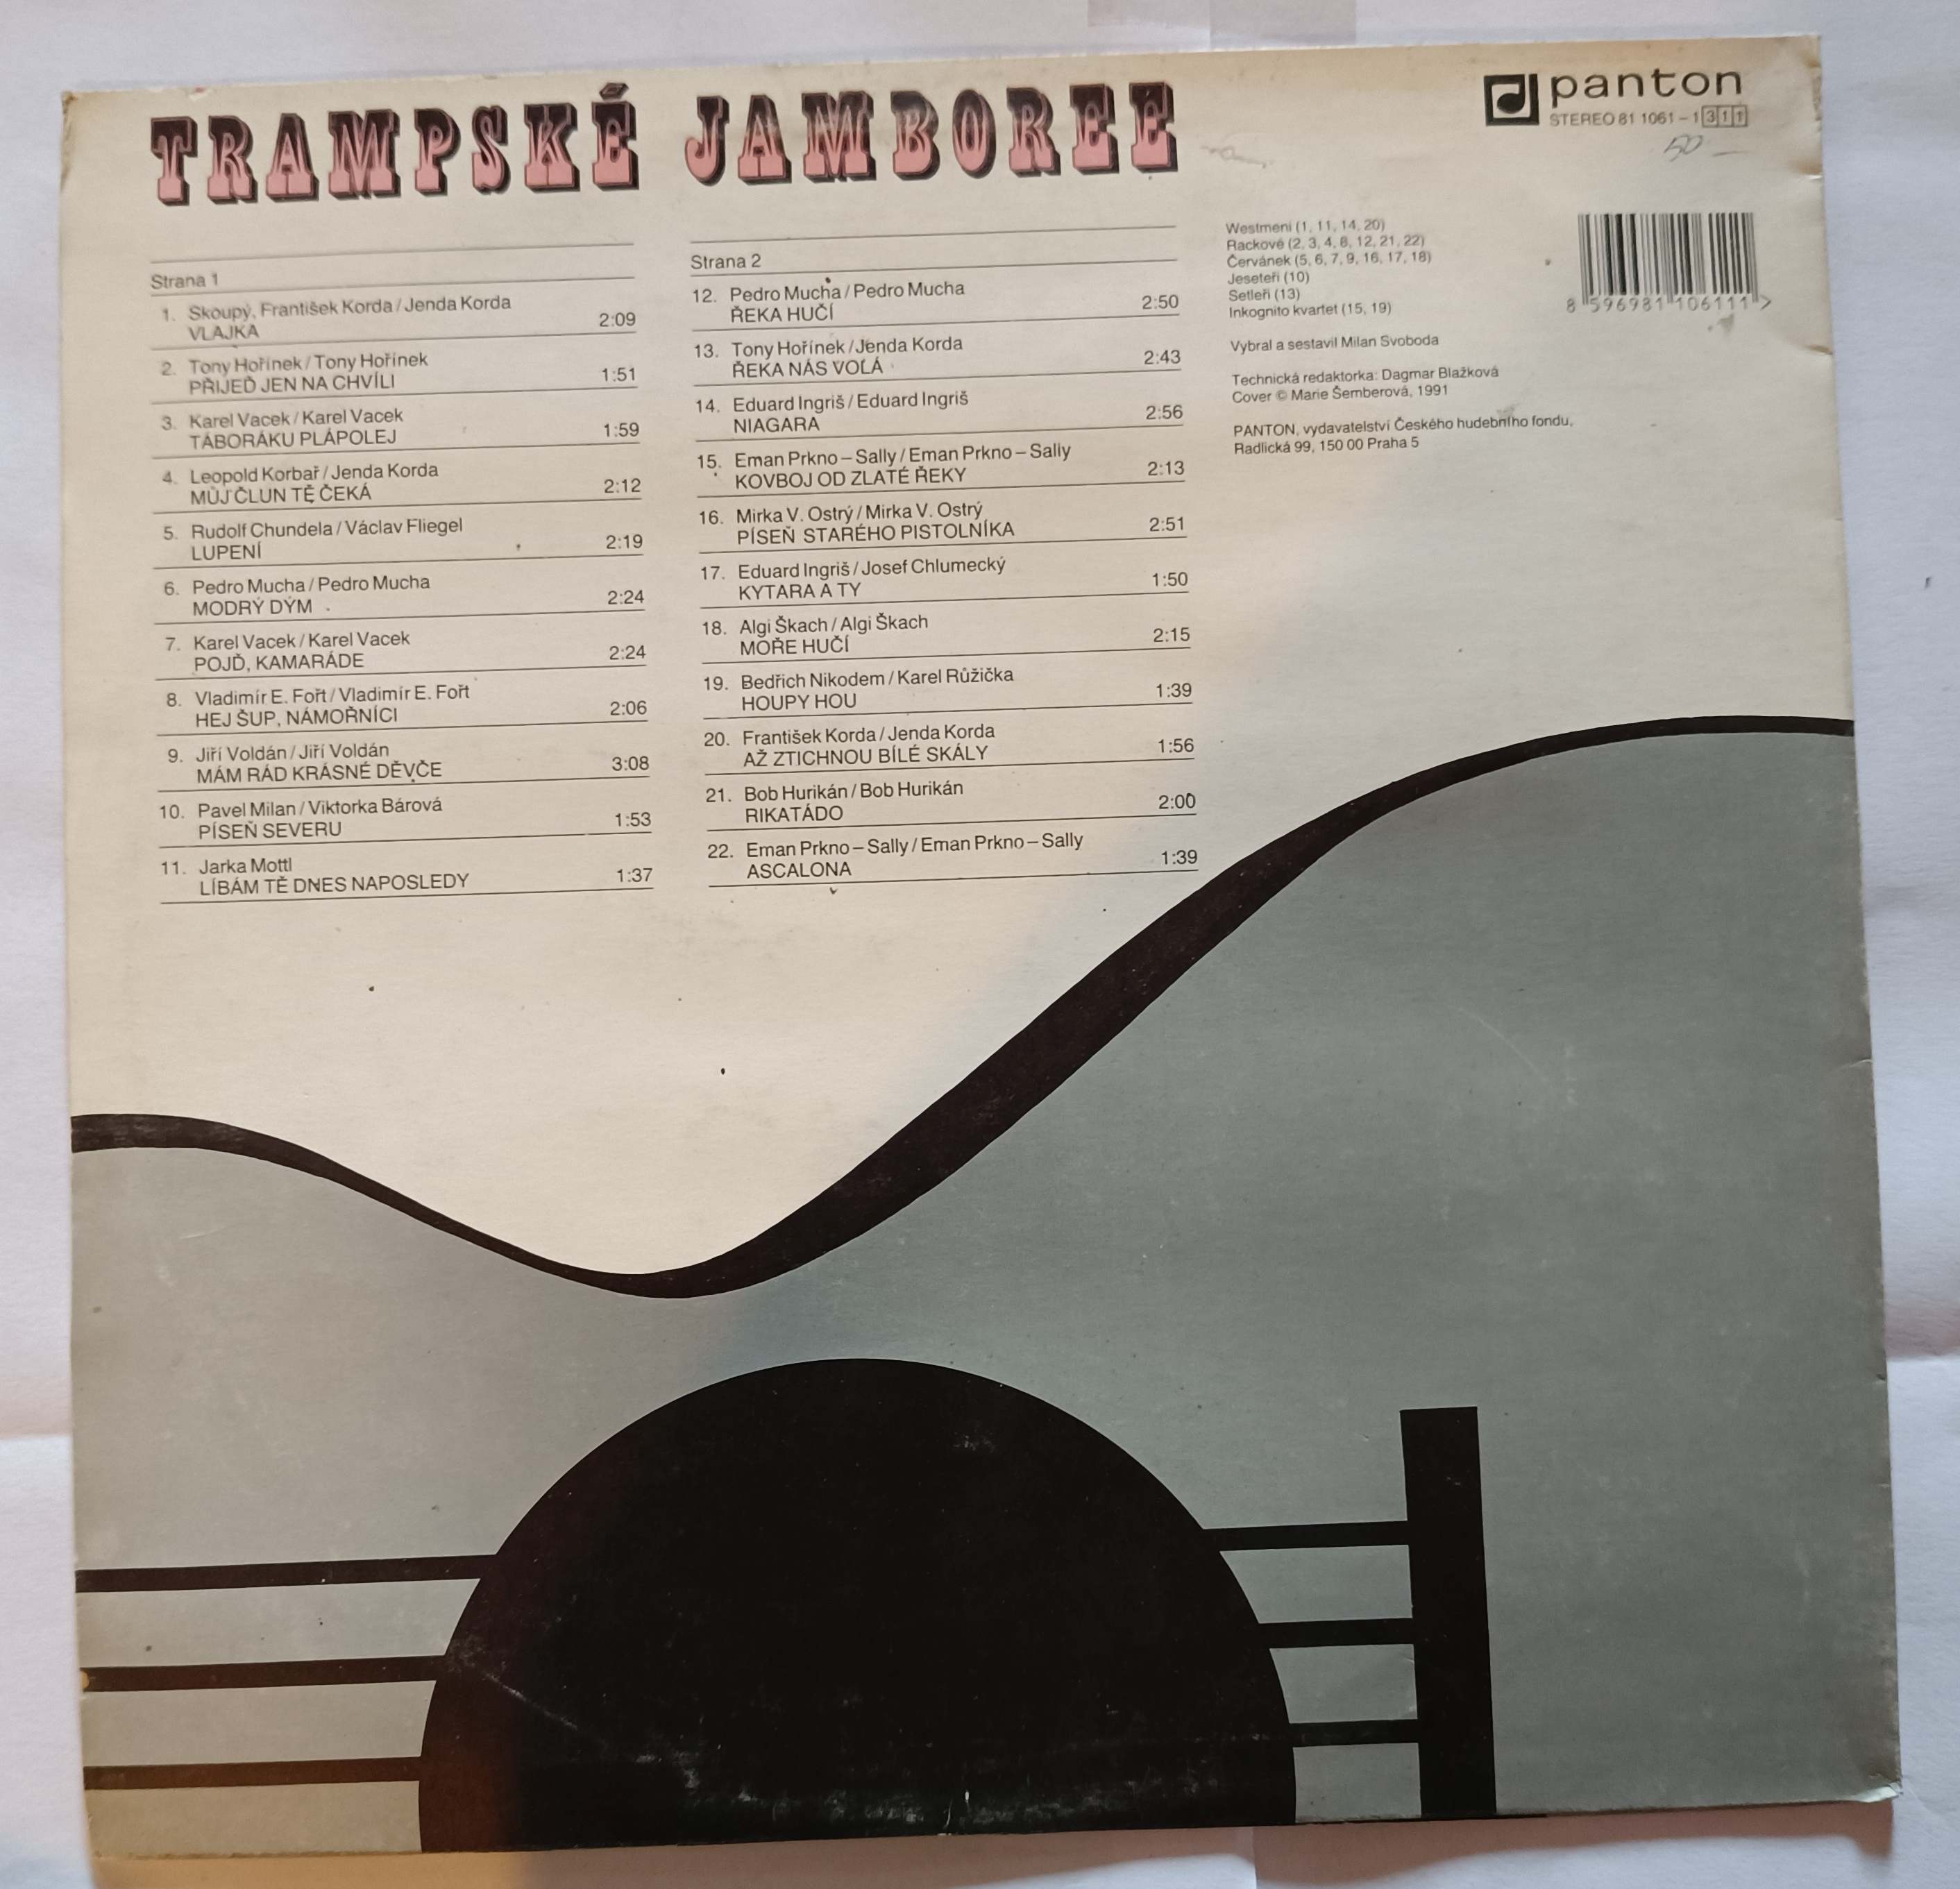 TRAMPSKÉ JAMBOREE
panton
STEREO 81 1061 – 1 311
50
Strana 1
1. Skoupý, František Korda / Jenda Korda
VLAJKA 2:09
2. Tony Hořínek / Tony Hořínek
PŘIJEĎ JEN NA CHVÍLI 1:51
3. Karel Vacek / Karel Vacek
TÁBORÁKU PLÁPOLEJ 1:59
4. Leopold Korbař / Jenda Korda
MŮJ ČLUN TĚ ČEKÁ 2:12
5. Rudolf Chundela / Václav Fliegel
LUPENÍ 2:19
6. Pedro Mucha / Pedro Mucha
MODRÝ DÝM 2:24
7. Karel Vacek / Karel Vacek
POJĎ, KAMARÁDE 2:24
8. Vladimír E. Fořt / Vladimír E. Fořt
HEJ ŠUP, NÁMOŘNÍCI 2:06
9. Jiří Voldán / Jiří Voldán
MÁM RÁD KRÁSNÉ DĚVČE 3:08
10. Pavel Milan / Viktorka Bárová
PÍSEŇ SEVERU 1:53
11. Jarka Mottl
LÍBÁM TĚ DNES NAPOSLEDY 1:37
Strana 2
12. Pedro Mucha / Pedro Mucha
ŘEKA HUČÍ 2:50
13. Tony Hořínek / Jenda Korda
ŘEKA NÁS VOLÁ 2:43
14. Eduard Ingriš / Eduard Ingriš
NIAGARA 2:56
15. Eman Prkno – Sally / Eman Prkno – Sally
KOVBOJ OD ZLATÉ ŘEKY 2:13
16. Mirka V. Ostrý / Mirka V. Ostrý
PÍSEŇ STARÉHO PISTOLNÍKA 2:51
17. Eduard Ingriš / Josef Chlumecký
KYTARA A TY 1:50
18. Algi Škach / Algi Škach
MOŘE HUČÍ 2:15
19. Bedřich Nikodem / Karel Růžička
HOUPY HOU 1:39
20. František Korda / Jenda Korda
AŽ ZTICHNOU BÍLÉ SKÁLY 1:56
21. Bob Hurikán / Bob Hurikán
RIKATÁDO 2:00
22. Eman Prkno – Sally / Eman Prkno – Sally
ASCALONA 1:39
Westmeni (1, 11, 14, 20)
Rackové (2, 3, 4, 8, 12, 21, 22)
Červánek (5, 6, 7, 9, 16, 17, 18)
Jeseteři (10)
Setleři (13)
Inkognito kvartet (15, 19)
Vybral a sestavil Milan Svoboda
Technická redaktorka: Dagmar Blažková
Cover © Marie Šemberová, 1991
PANTON, vydavatelství Českého hudebního fondu,
Radlická 99, 150 00 Praha 5
8 596981 106111 >